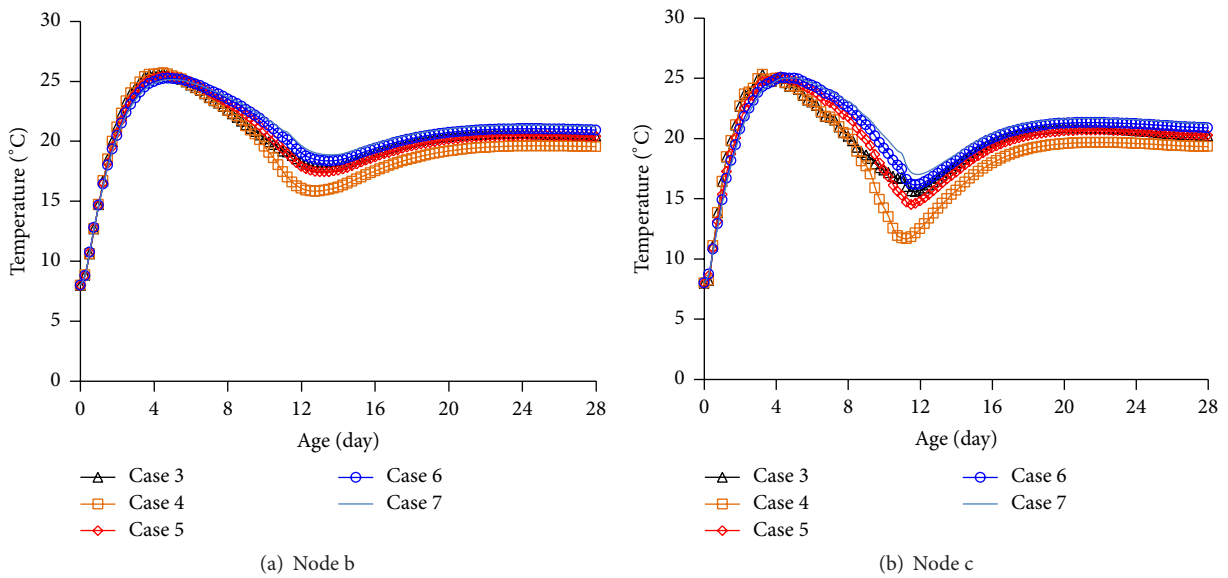 30
25
20
15
10
5
0
Temperature (°C)
0 4 8 12 16 20 24 28
Age (day)
Case 3
Case 4
Case 5
Case 6
Case 7
(a) Node b
30
25
20
15
10
5
0
Temperature (°C)
0 4 8 12 16 20 24 28
Age (day)
Case 3
Case 4
Case 5
Case 6
Case 7
(b) Node c